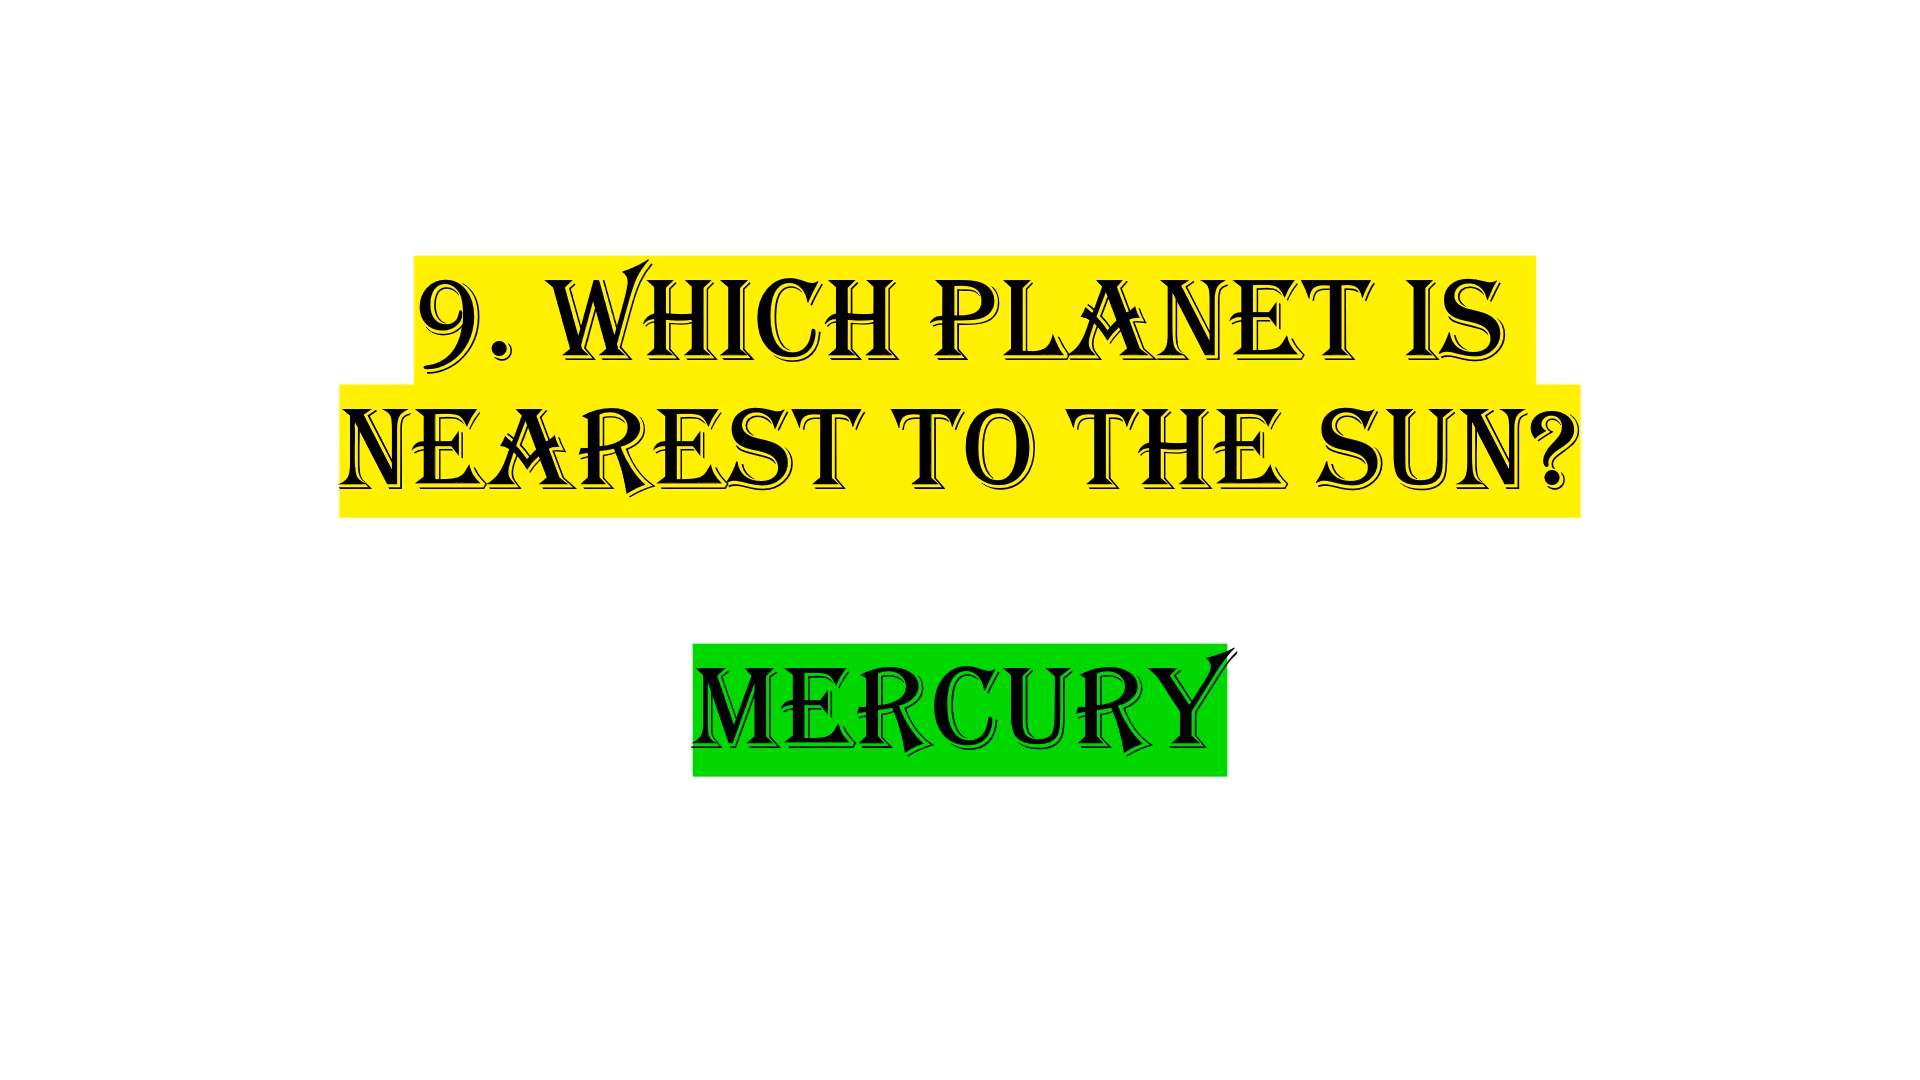 9. WHICH PLANET IS
NEAREST TO THE SUN?
MERCURY